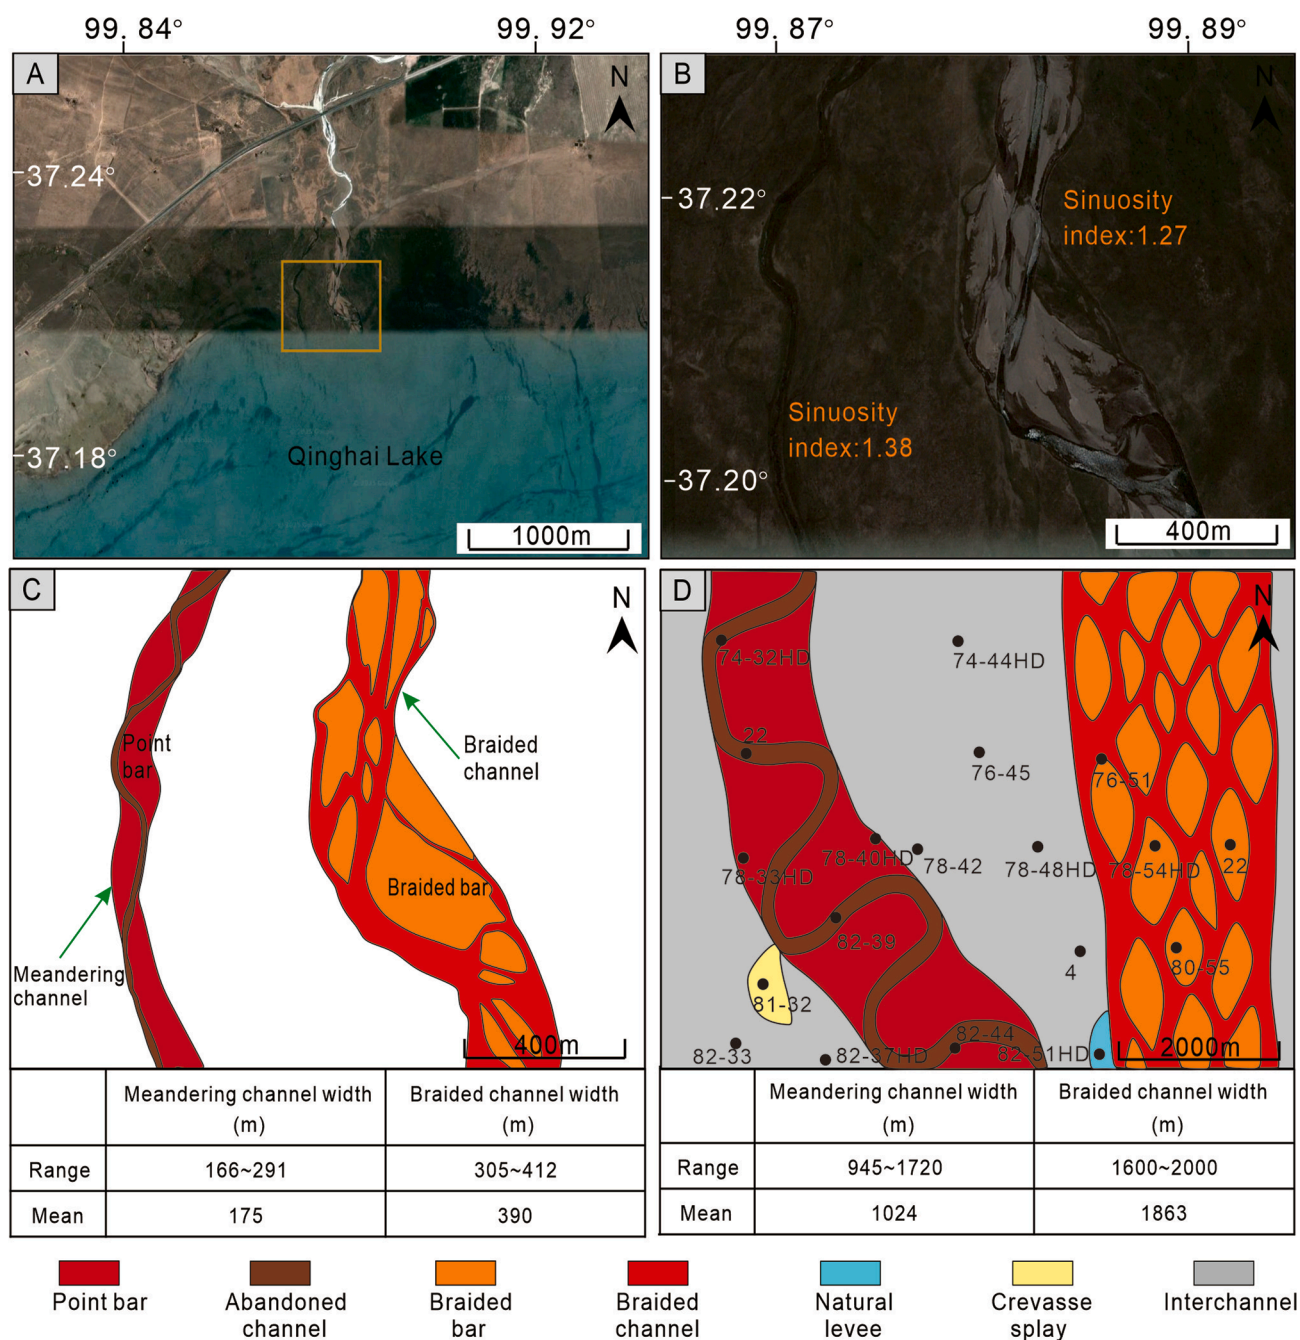 99.84°
99.92°
99.87°
99.89°
A
N
37.24°
37.18°
Qinghai Lake
1000m
B
N
37.22°
Sinuosity
index:1.27
Sinuosity
index:1.38
37.20°
400m
C
N
Point
bar
Braided
channel
Braided bar
Meandering
channel
400m
D
N
74-32HD
74-44HD
22
76-45
76-51
78-33HD
78-40HD
78-42
78-48HD
78-54HD
22
82-39
4
80-55
81-32
82-33
82-37HD
82-44
82-51HD
2000m
Meandering channel width
(m)
Braided channel width
(m)
Range
166~291
305~412
Mean
175
390
Meandering channel width
(m)
Braided channel width
(m)
Range
945~1720
1600~2000
Mean
1024
1863
Point bar
Abandoned
channel
Braided
bar
Braided
channel
Natural
levee
Crevasse
splay
Interchannel